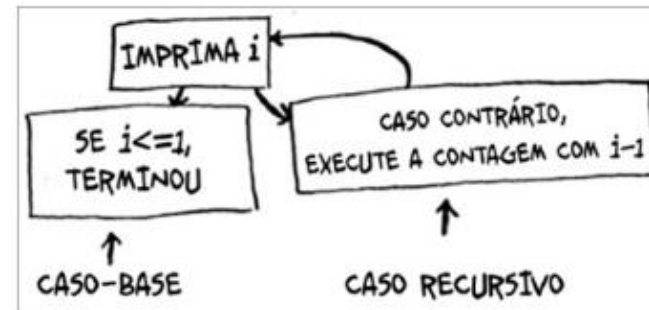 IMPRIMA i
SE i<=1,
TERMINOU
CASO CONTRÁRIO,
EXECUTE A CONTAGEM COM i-1
CASO-BASE
CASO RECURSIVO